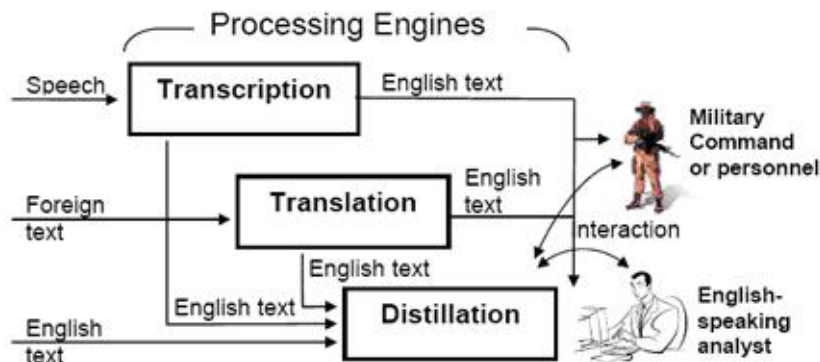 Processing Engines
Speech
Transcription
English text
Military
Command
or personnel
Foreign
text
Translation
English
text
nteraction
English text
English text
Distillation
English
text
English-
speaking
analyst